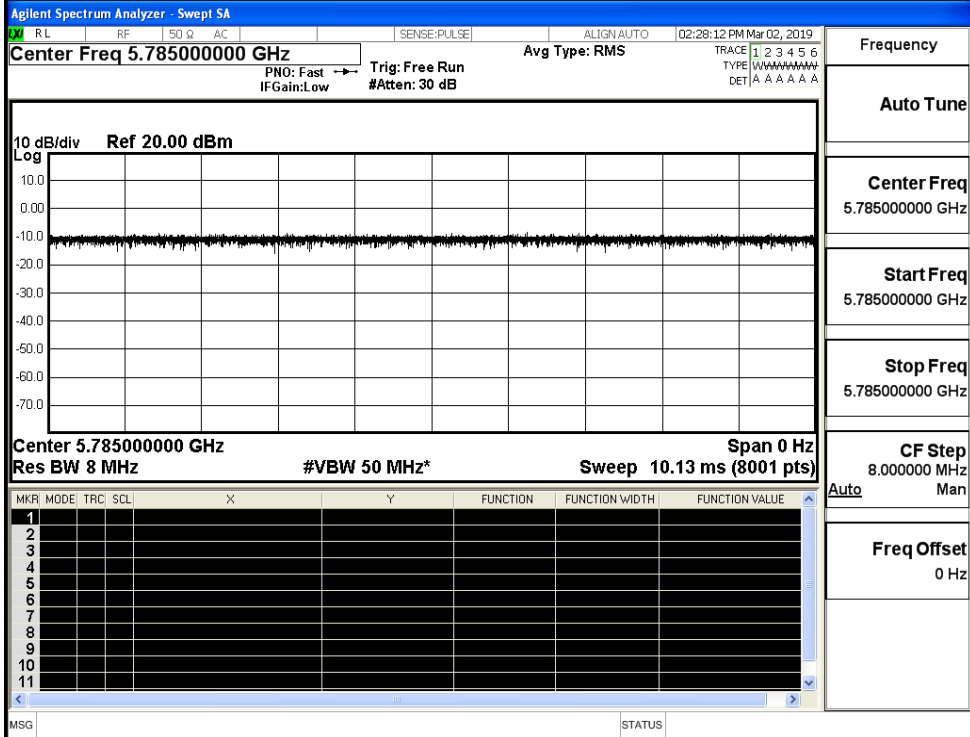 Agilent Spectrum Analyzer - Swept SA
LXI RL RF 50 Ω AC SENSE:PULSE ALIGN AUTO 02:28:12 PM Mar 02, 2019
Center Freq 5.785000000 GHz
PNO: Fast
IFGain:Low
Trig: Free Run
#Atten: 30 dB
Avg Type: RMS
TRACE 1 2 3 4 5 6
TYPE WWWWWW
DET A A A A A A
10 dB/div Ref 20.00 dBm
Log
10.0
0.00
-10.0
-20.0
-30.0
-40.0
-50.0
-60.0
-70.0
Center 5.785000000 GHz Span 0 Hz
Res BW 8 MHz #VBW 50 MHz* Sweep 10.13 ms (8001 pts)
MKR MODE TRC SCL X Y FUNCTION FUNCTION WIDTH FUNCTION VALUE
1
2
3
4
5
6
7
8
9
10
11
MSG STATUS
Frequency
Auto Tune
Center Freq
5.785000000 GHz
Start Freq
5.785000000 GHz
Stop Freq
5.785000000 GHz
CF Step
8.000000 MHz
Auto Man
Freq Offset
0 Hz